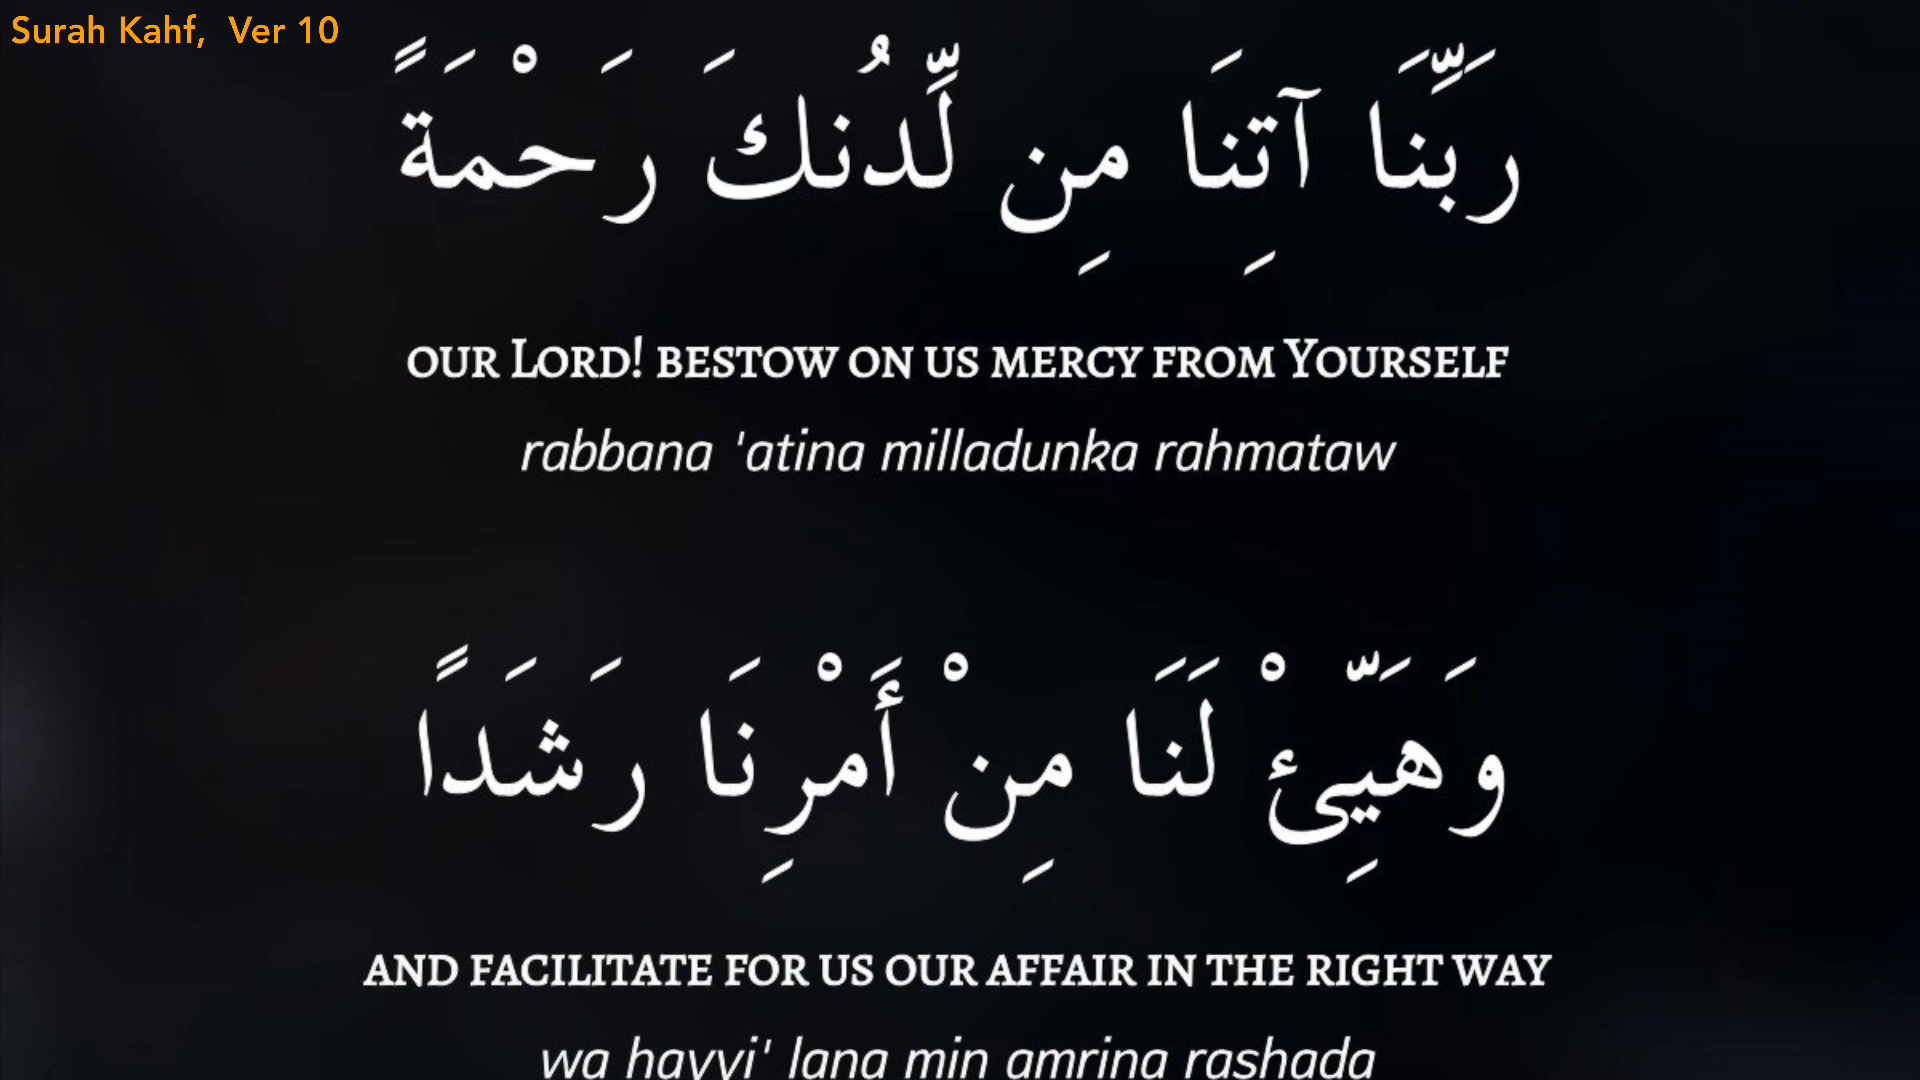 Surah Kahf, Ver 10
رَبَِّنَا آتِنَا مِن لَِّدُنكَ رَحْمَةً
OUR LORD! BESTOW ON US MERCY FROM YOURSELF
rabbana 'atina milladunka rahmataw
وَهَيِّئْ لَنَا مِنْ أَمْرِنَا رَشَدًا
AND FACILITATE FOR US OUR AFFAIR IN THE RIGHT WAY
wa hayyi' lana min amrina rashada